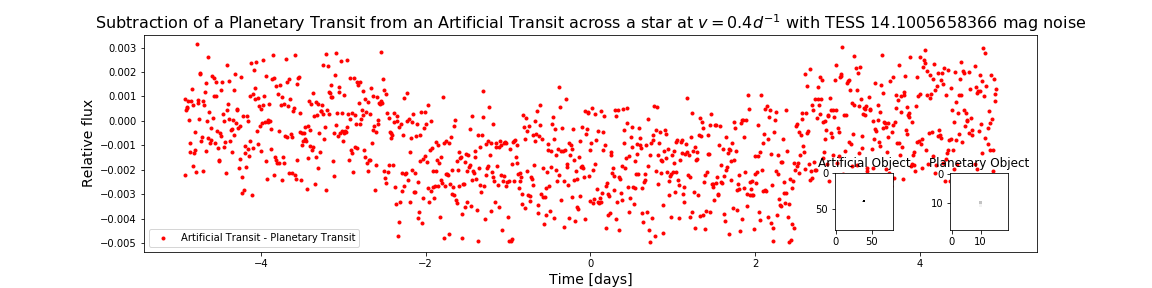 Subtraction of a Planetary Transit from an Artificial Transit across a star at v = 0.4d⁻¹ with TESS 14.1005658366 mag noise
0.003
0.002
0.001
0.000
−0.001
−0.002
−0.003
−0.004
−0.005
Relative flux
Artificial Transit - Planetary Transit
Artificial Object
0
50
0 50
Planetary Object
0
10
0 10
−4 −2 0 2 4
Time [days]